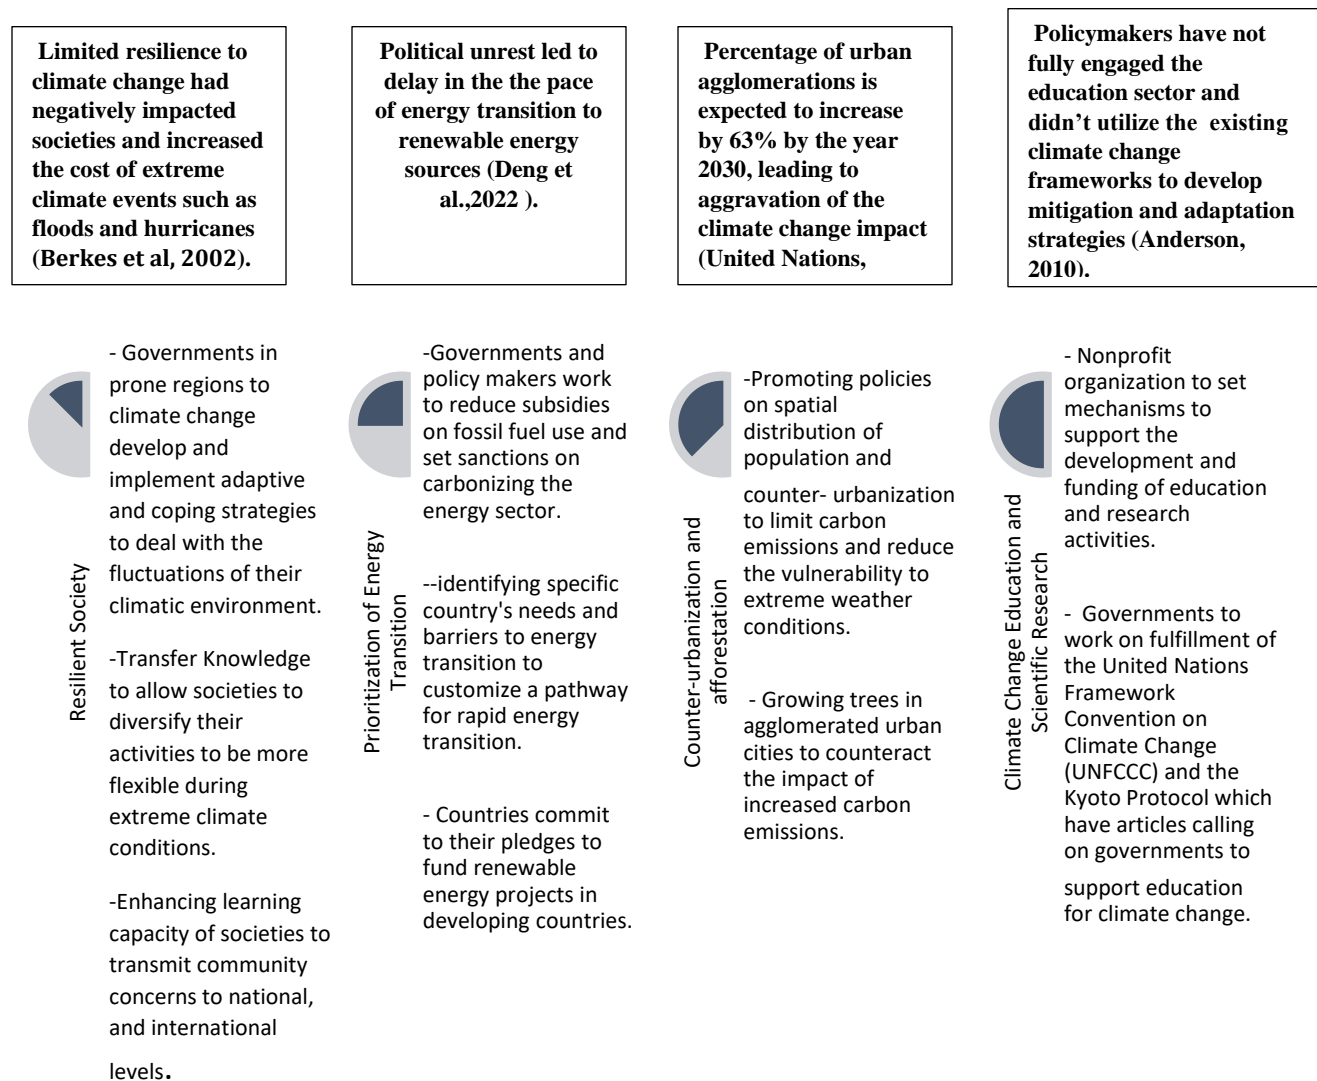 Limited resilience to
climate change had
negatively impacted
societies and increased
the cost of extreme
climate events such as
floods and hurricanes
(Berkes et al, 2002).
Political unrest led to
delay in the the pace
of energy transition to
renewable energy
sources (Deng et
al.,2022 ).
Percentage of urban
agglomerations is
expected to increase
by 63% by the year
2030, leading to
aggravation of the
climate change impact
(United Nations,
Policymakers have not
fully engaged the
education sector and
didn’t utilize the existing
climate change
frameworks to develop
mitigation and adaptation
strategies (Anderson,
2010).
Resilient Society
- Governments in
prone regions to
climate change
develop and
implement adaptive
and coping strategies
to deal with the
fluctuations of their
climatic environment.
-Transfer Knowledge
to allow societies to
diversify their
activities to be more
flexible during
extreme climate
conditions.
-Enhancing learning
capacity of societies to
transmit community
concerns to national,
and international
levels.
Prioritization of Energy
Transition
-Governments and
policy makers work
to reduce subsidies
on fossil fuel use and
set sanctions on
carbonizing the
energy sector.
--identifying specific
country's needs and
barriers to energy
transition to
customize a pathway
for rapid energy
transition.
- Countries commit
to their pledges to
fund renewable
energy projects in
developing countries.
Counter-urbanization and
afforestation
-Promoting policies
on spatial
distribution of
population and
counter- urbanization
to limit carbon
emissions and reduce
the vulnerability to
extreme weather
conditions.
- Growing trees in
agglomerated urban
cities to counteract
the impact of
increased carbon
emissions.
Climate Change Education and
Scientific Research
- Nonprofit
organization to set
mechanisms to
support the
development and
funding of education
and research
activities.
- Governments to
work on fulfillment of
the United Nations
Framework
Convention on
Climate Change
(UNFCCC) and the
Kyoto Protocol which
have articles calling
on governments to
support education
for climate change.